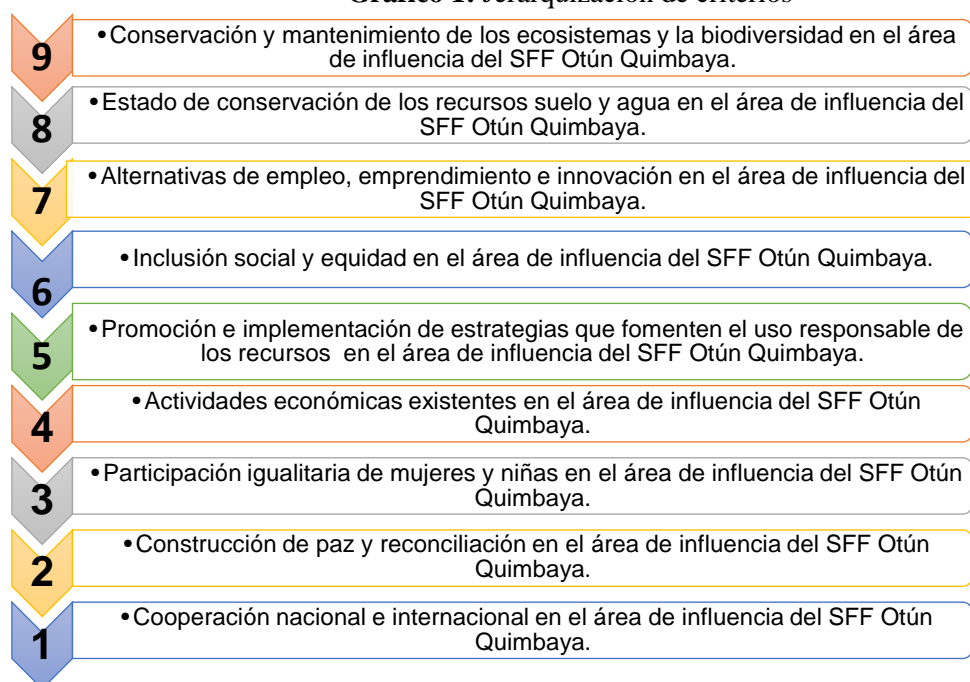 Gráfico 1. Jerarquización de criterios
9
•Conservación y mantenimiento de los ecosistemas y la biodiversidad en el área
de influencia del SFF Otún Quimbaya.
8
•Estado de conservación de los recursos suelo y agua en el área de influencia del
SFF Otún Quimbaya.
7
•Alternativas de empleo, emprendimiento e innovación en el área de influencia del
SFF Otún Quimbaya.
6
•Inclusión social y equidad en el área de influencia del SFF Otún Quimbaya.
5
•Promoción e implementación de estrategias que fomenten el uso responsable de
los recursos en el área de influencia del SFF Otún Quimbaya.
4
•Actividades económicas existentes en el área de influencia del SFF Otún
Quimbaya.
3
•Participación igualitaria de mujeres y niñas en el área de influencia del SFF Otún
Quimbaya.
2
•Construcción de paz y reconciliación en el área de influencia del SFF Otún
Quimbaya.
1
•Cooperación nacional e internacional en el área de influencia del SFF Otún
Quimbaya.